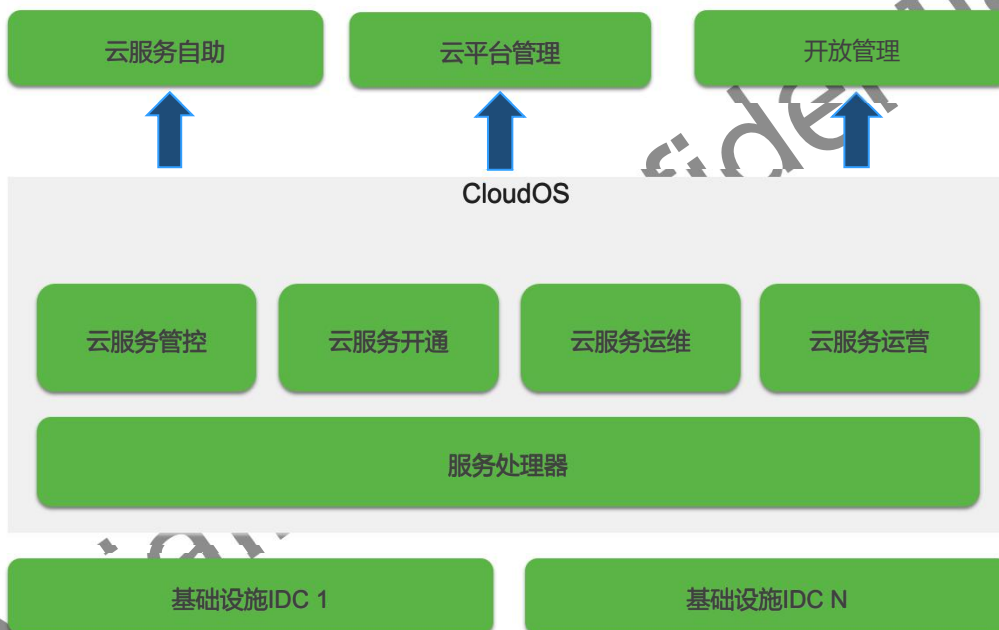 云服务自助
云平台管理
开放管理
CloudOS
云服务管控
云服务开通
云服务运维
云服务运营
服务处理器
基础设施IDC 1
基础设施IDC N